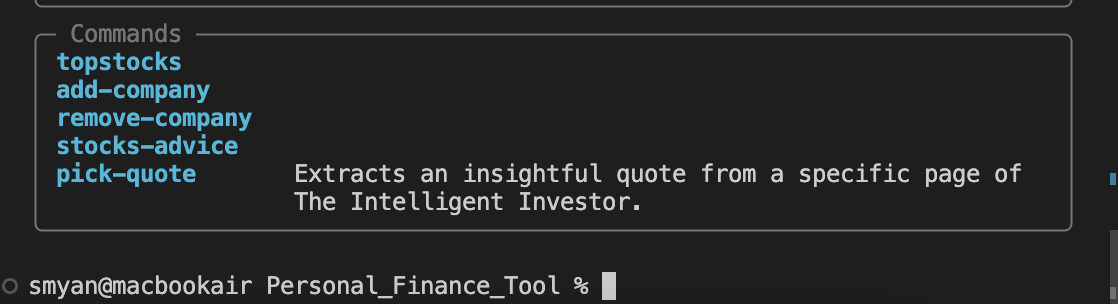 Commands
topstocks
add-company
remove-company
stocks-advice
pick-quote Extracts an insightful quote from a specific page of
The Intelligent Investor.
smyan@macbookair Personal_Finance_Tool %